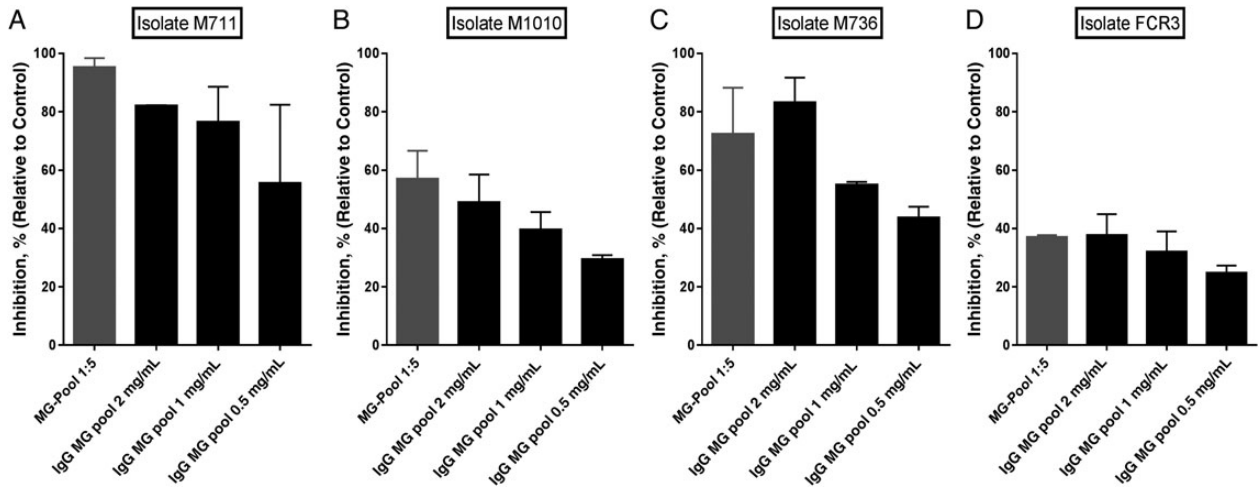 A
Isolate M711
Inhibition, % (Relative to Control)
100
80
60
40
20
0
MG-Pool 1:5
IgG MG pool 2 mg/mL
IgG MG pool 1 mg/mL
IgG MG pool 0.5 mg/mL
B
Isolate M1010
Inhibition, % (Relative to Control)
100
80
60
40
20
0
MG-Pool 1:5
IgG MG pool 2 mg/mL
IgG MG pool 1 mg/mL
IgG MG pool 0.5 mg/mL
C
Isolate M736
Inhibition, % (Relative to Control)
100
80
60
40
20
0
MG-Pool 1:5
IgG MG pool 2 mg/mL
IgG MG pool 1 mg/mL
IgG MG pool 0.5 mg/mL
D
Isolate FCR3
Inhibition, % (Relative to Control)
100
80
60
40
20
0
MG-Pool 1:5
IgG MG pool 2 mg/mL
IgG MG pool 1 mg/mL
IgG MG pool 0.5 mg/mL